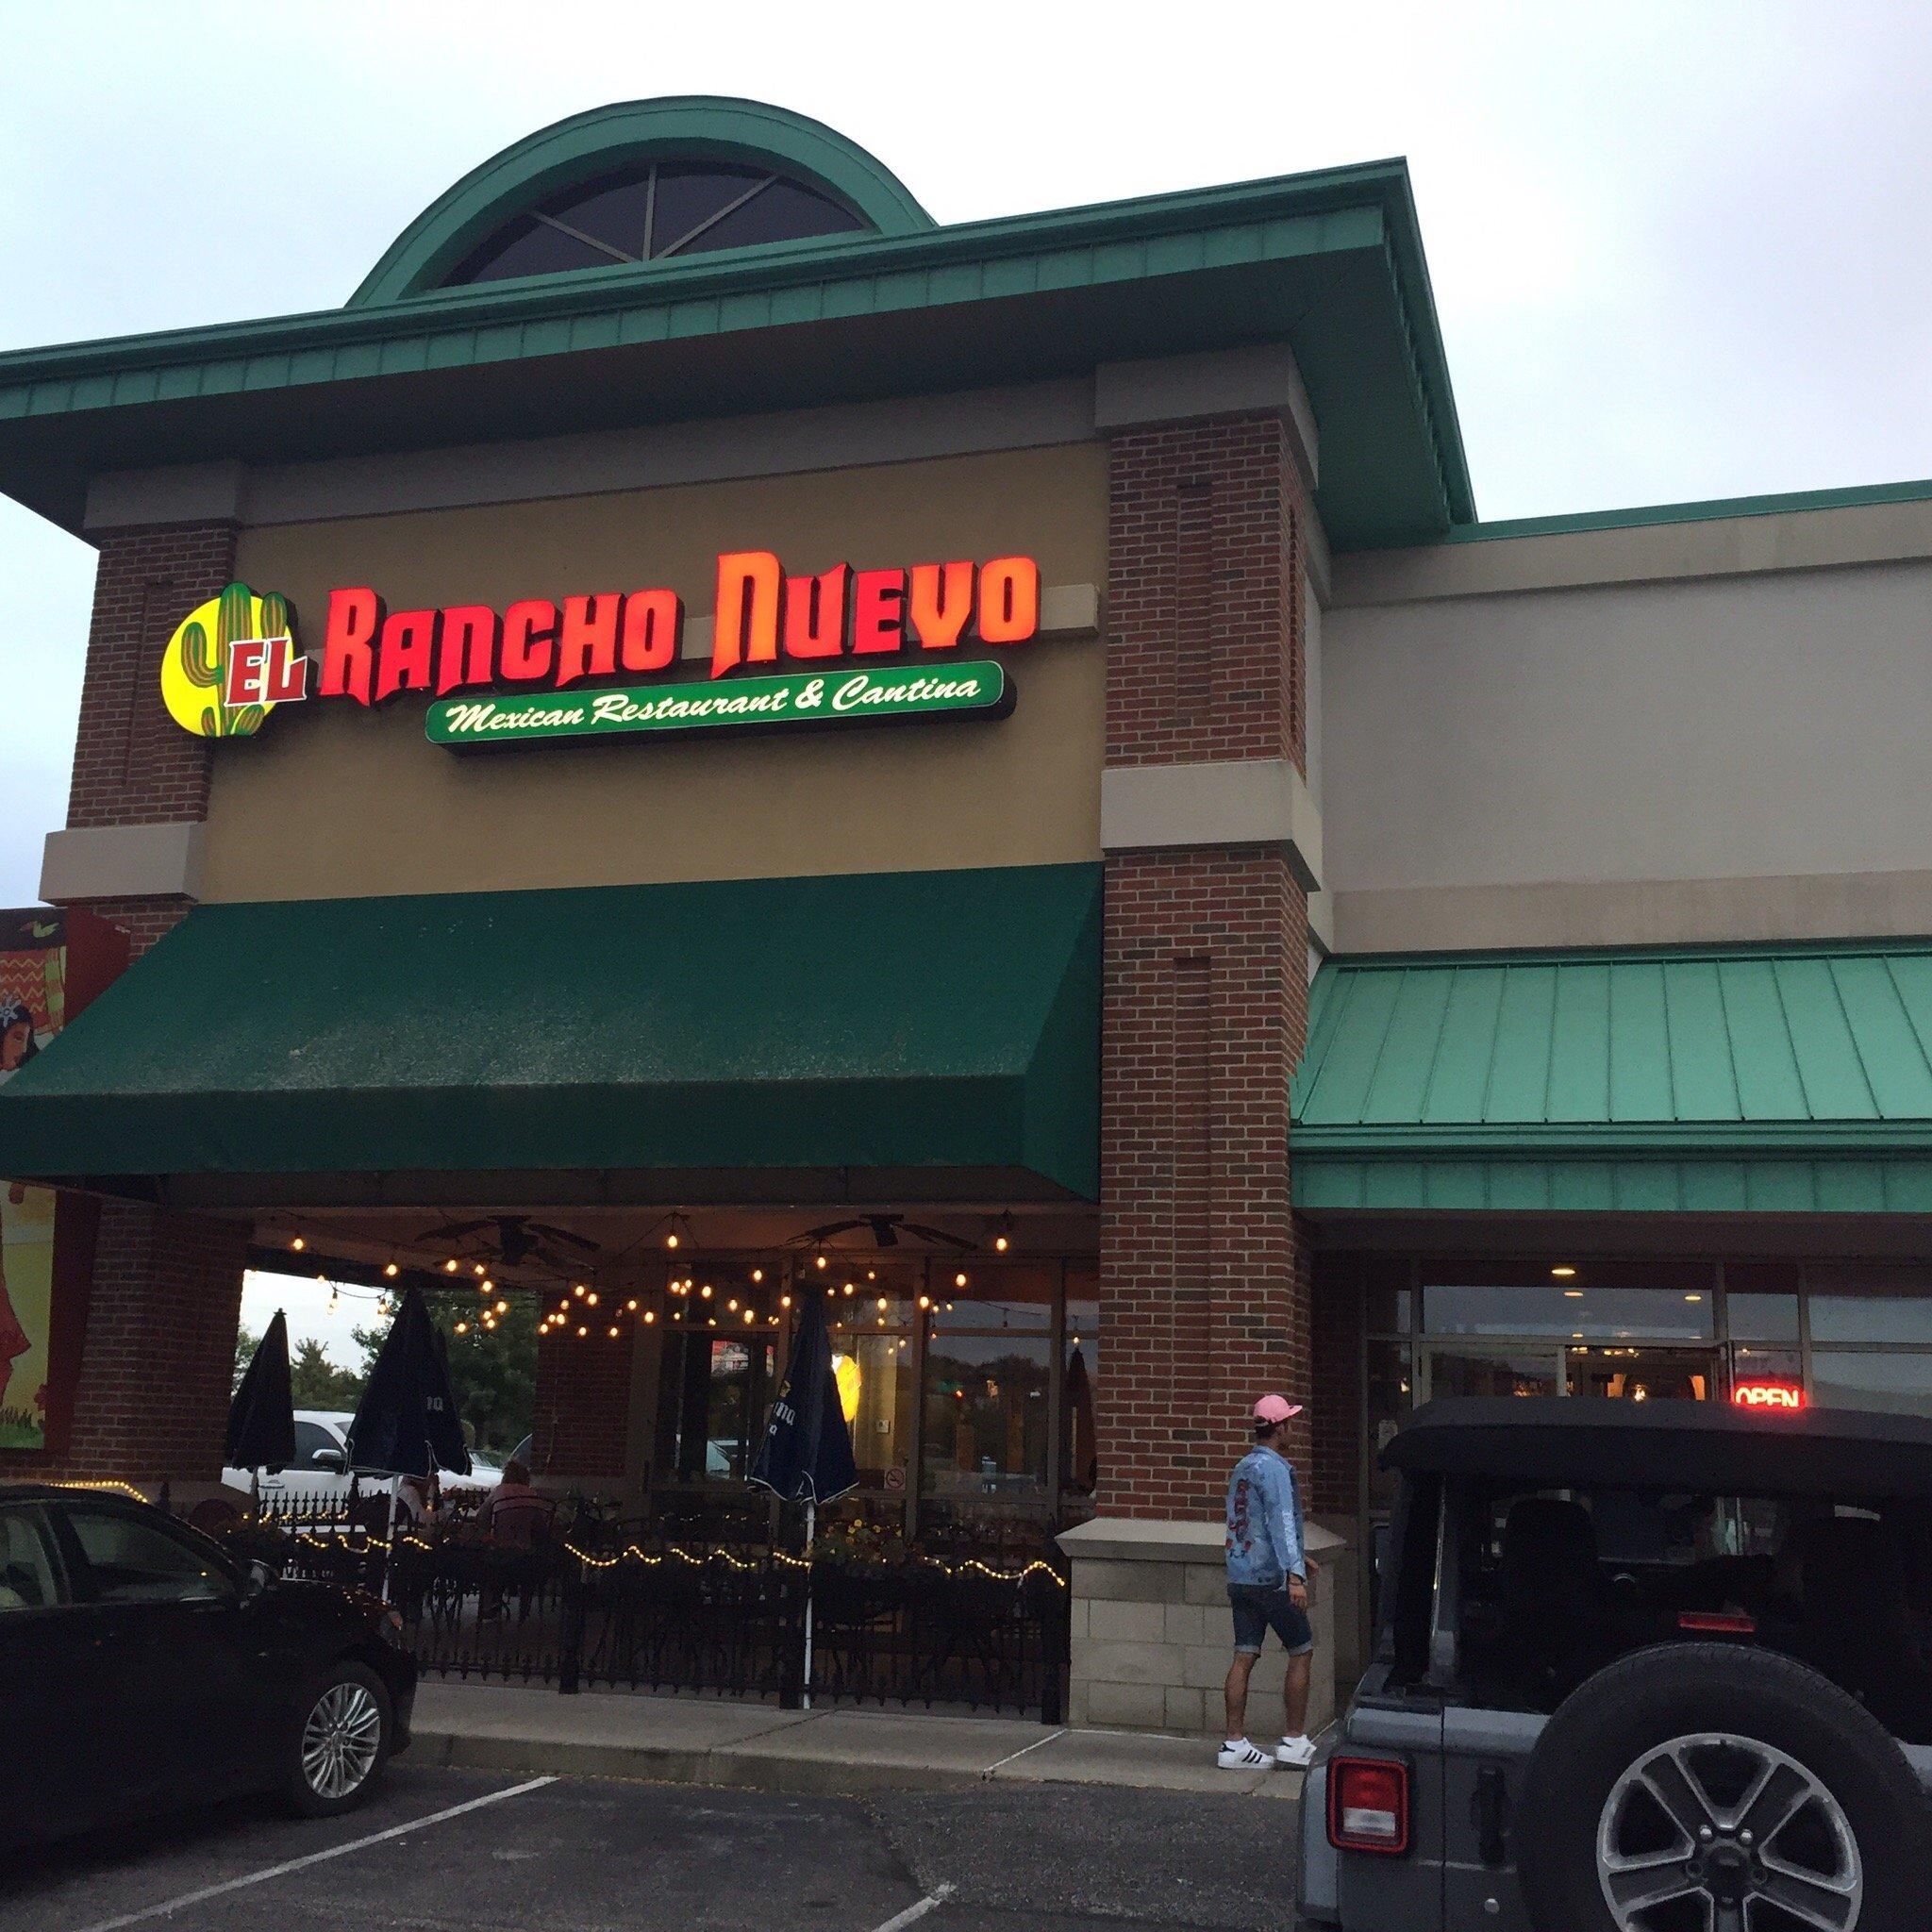 EL RANCHO NUEVO
Mexican Restaurant & Cantina
OPEN